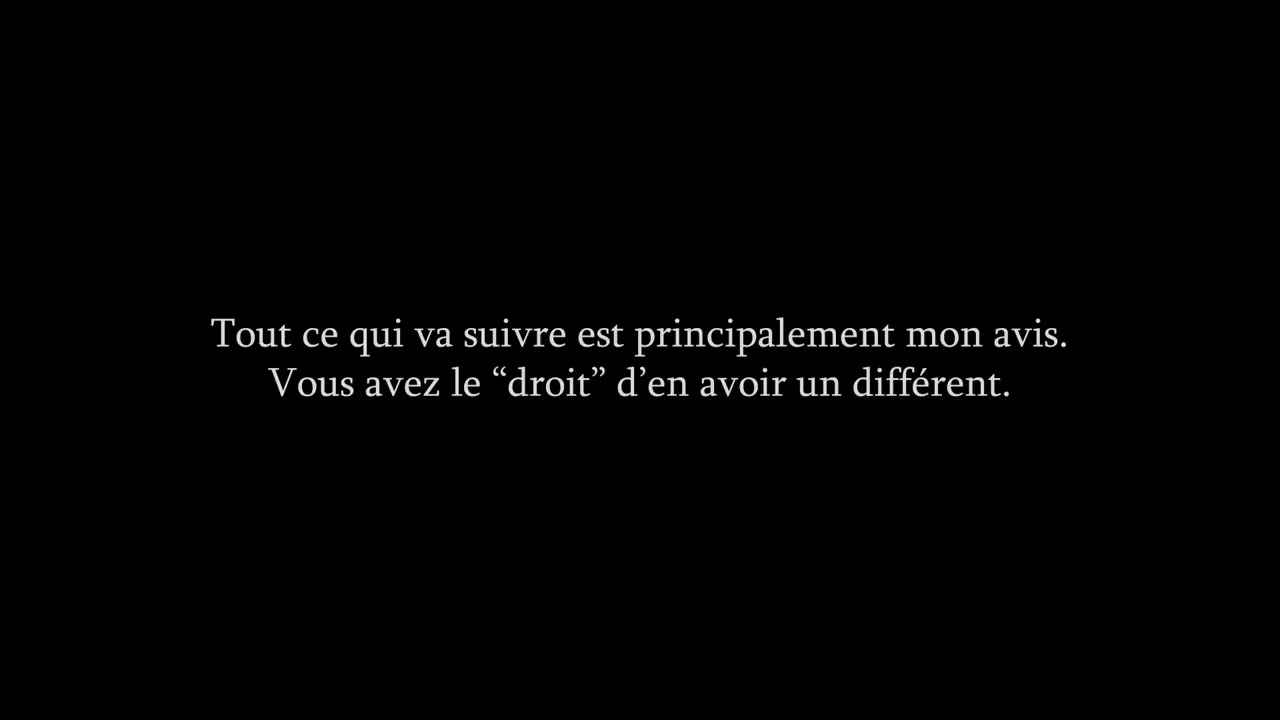 Tout ce qui va suivre est principalement mon avis.
Vous avez le “droit” d’en avoir un différent.